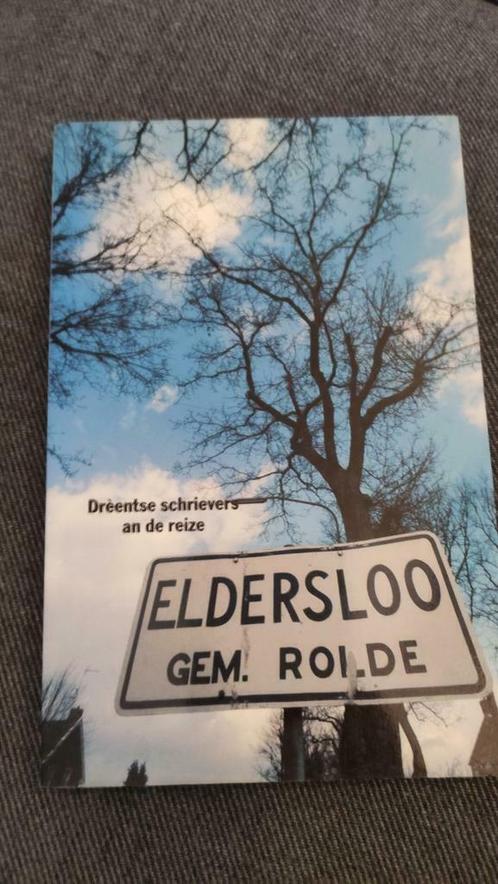 Drèentse schrievers
an de reize
ELDERSLOO
GEM. ROLDE